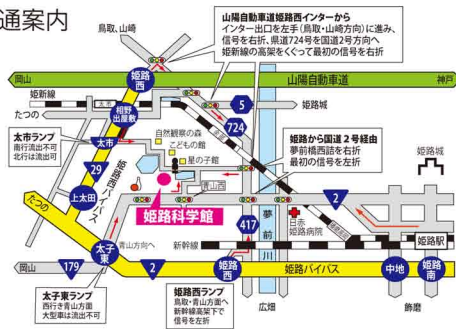 通案内
鳥取、山崎
山陽自動車道姫路西インターから
インター出口を左手(鳥取・山崎方向)に進み、
信号を右折、県道724号を国道2号方向へ
姫新線の高架をくぐって最初の信号を右折
岡山
姫路
西
山陽自動車道
神戸
姫新線
太市
たつの
相野
出屋敷
5
姫路城
724
太市ランプ
南行流出不可
北行は流出可
太市
自然観察の森
こどもの館
星の子館
姫路から国道2号経由
夢前橋西詰を右折
最初の信号を左折
姫路城
29
姫路西バイパス
上太田
青山西
2
姫路科学館
たつの
太子
東
青山方向へ
417
夢
前
川
日赤
姫路病院
新幹線
姫路駅
岡山
179
2
姫路
西
姫路バイパス
中地
姫路
南
太子東ランプ
西行き青山方面
大型車は流出不可
姫路西ランプ
鳥取・青山方面へ
新幹線高架下で
信号を左折
広畑
飾磨